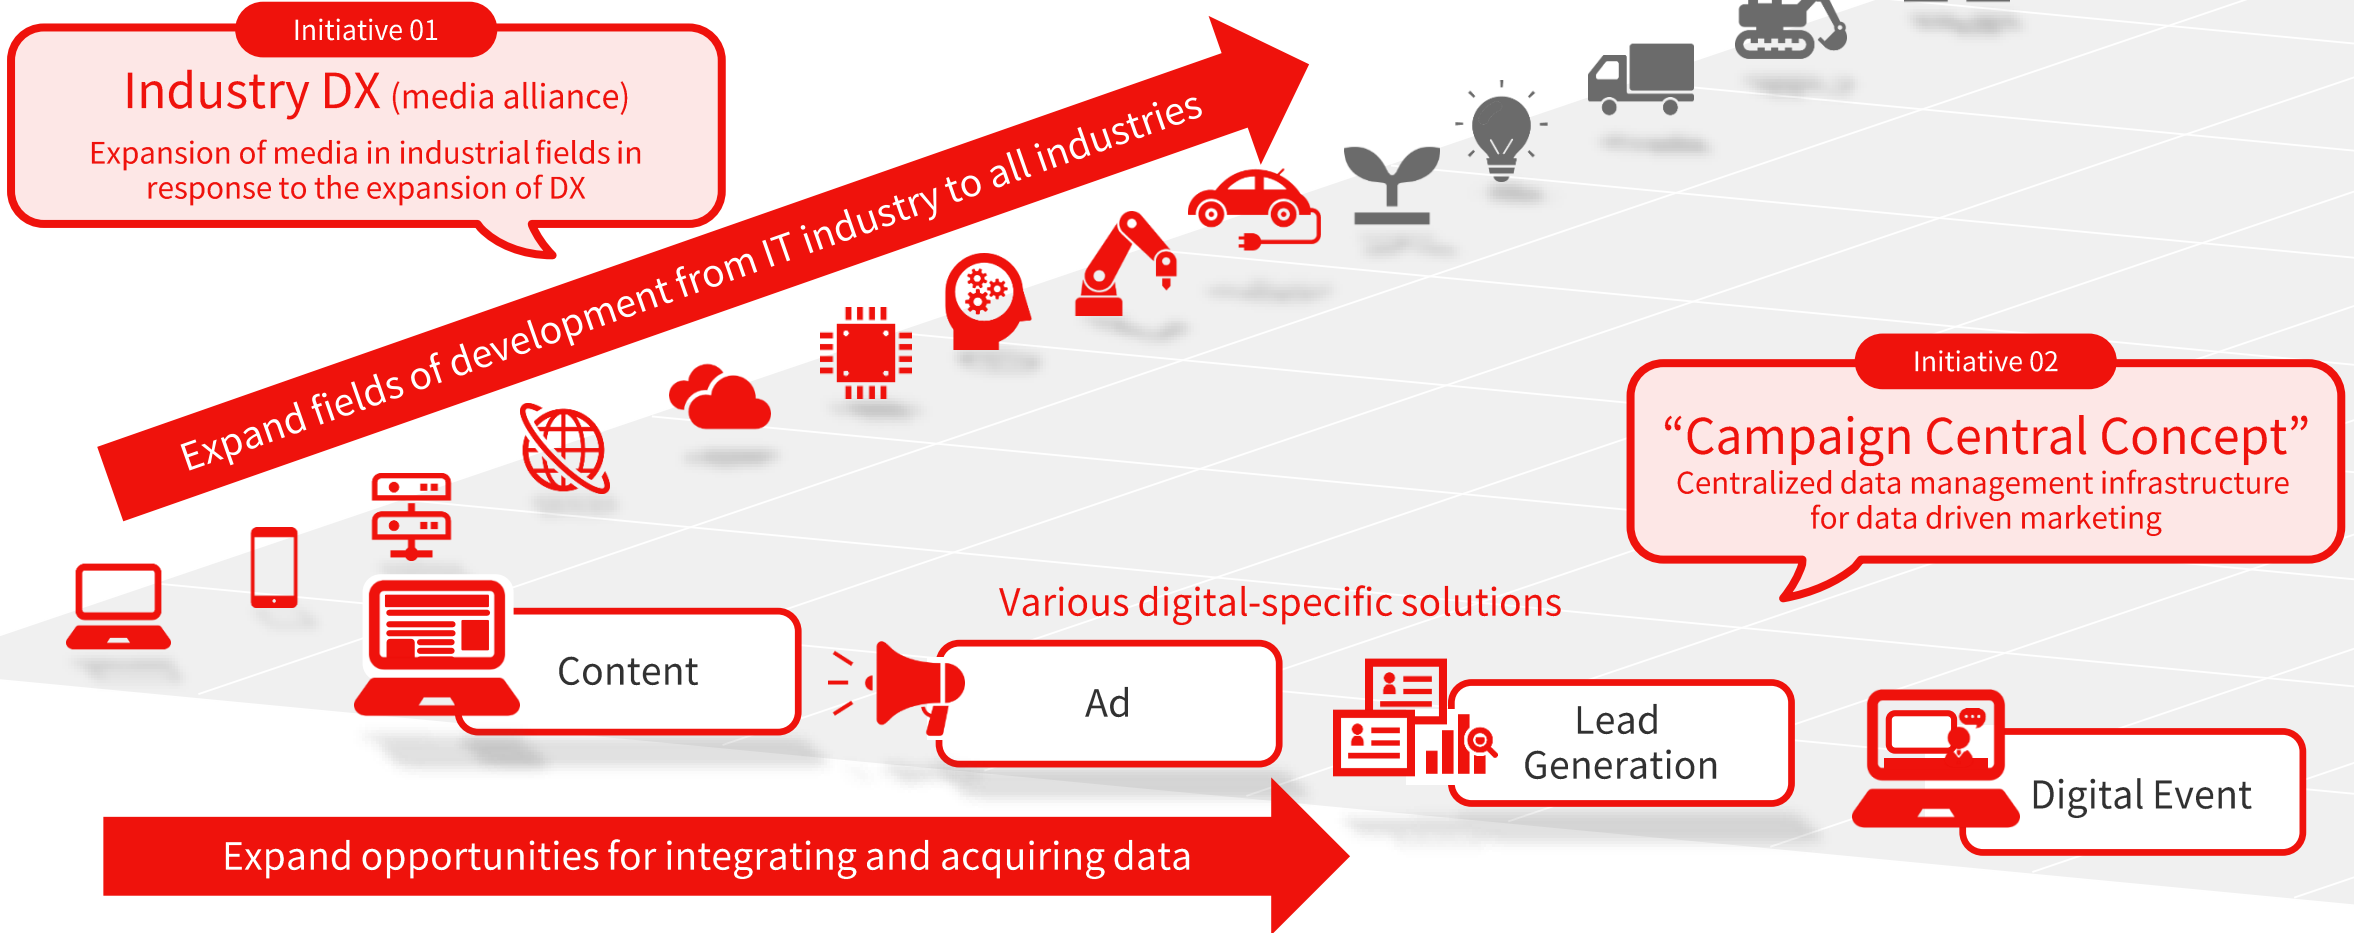 Initiative 01
Industry DX (media alliance)
Expansion of media in industrial fields in
response to the expansion of DX
Expand fields of development from IT industry to all industries
Initiative 02
“Campaign Central Concept”
Centralized data management infrastructure
for data driven marketing
Various digital-specific solutions
Content
Ad
Lead
Generation
Digital Event
Expand opportunities for integrating and acquiring data